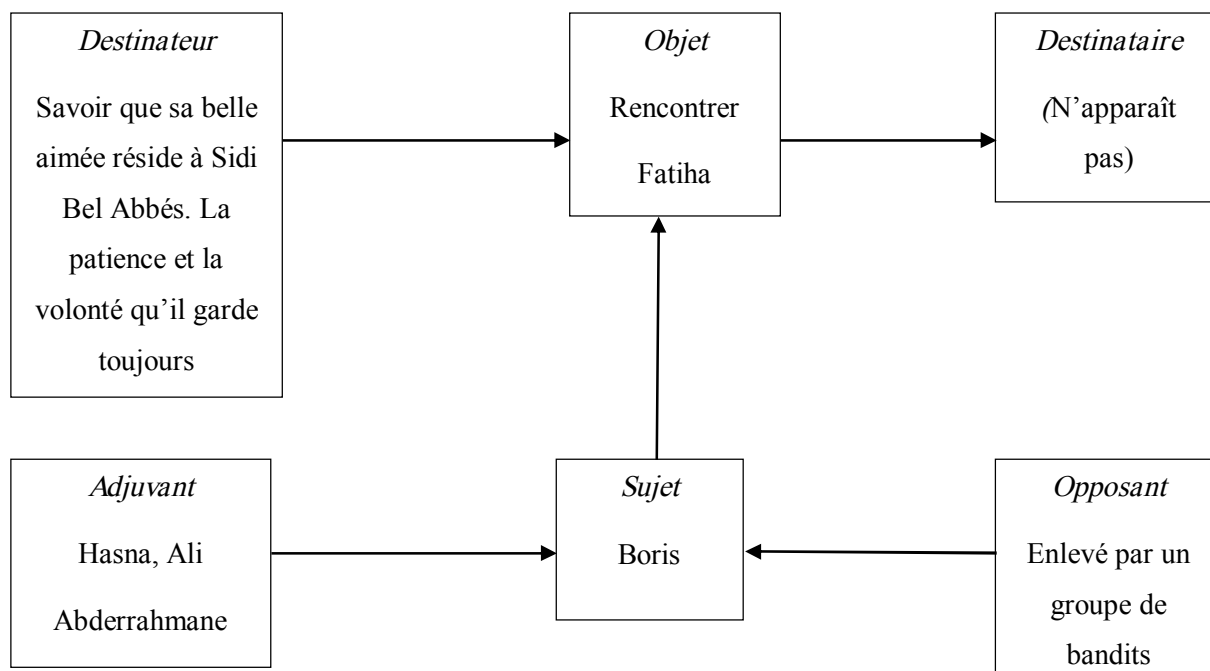 Destinateur
Savoir que sa belle
aimée réside à Sidi
Bel Abbés. La
patience et la
volonté qu’il garde
toujours
Objet
Rencontrer
Fatiha
Destinataire
(N’apparaît
pas)
Adjuvant
Hasna, Ali
Abderrahmane
Sujet
Boris
Opposant
Enlevé par un
groupe de
bandits